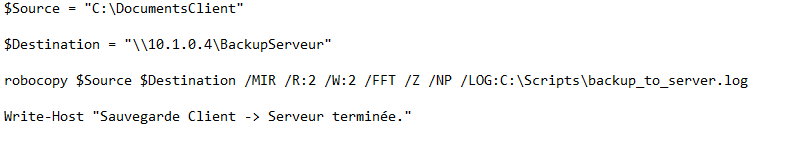 $Source = "C:\DocumentsClient"
$Destination = "\\10.1.0.4\BackupServeur"
robocopy $Source $Destination /MIR /R:2 /W:2 /FFT /Z /NP /LOG:C:\Scripts\backup_to_server.log
Write-Host "Sauvegarde Client -> Serveur terminée."